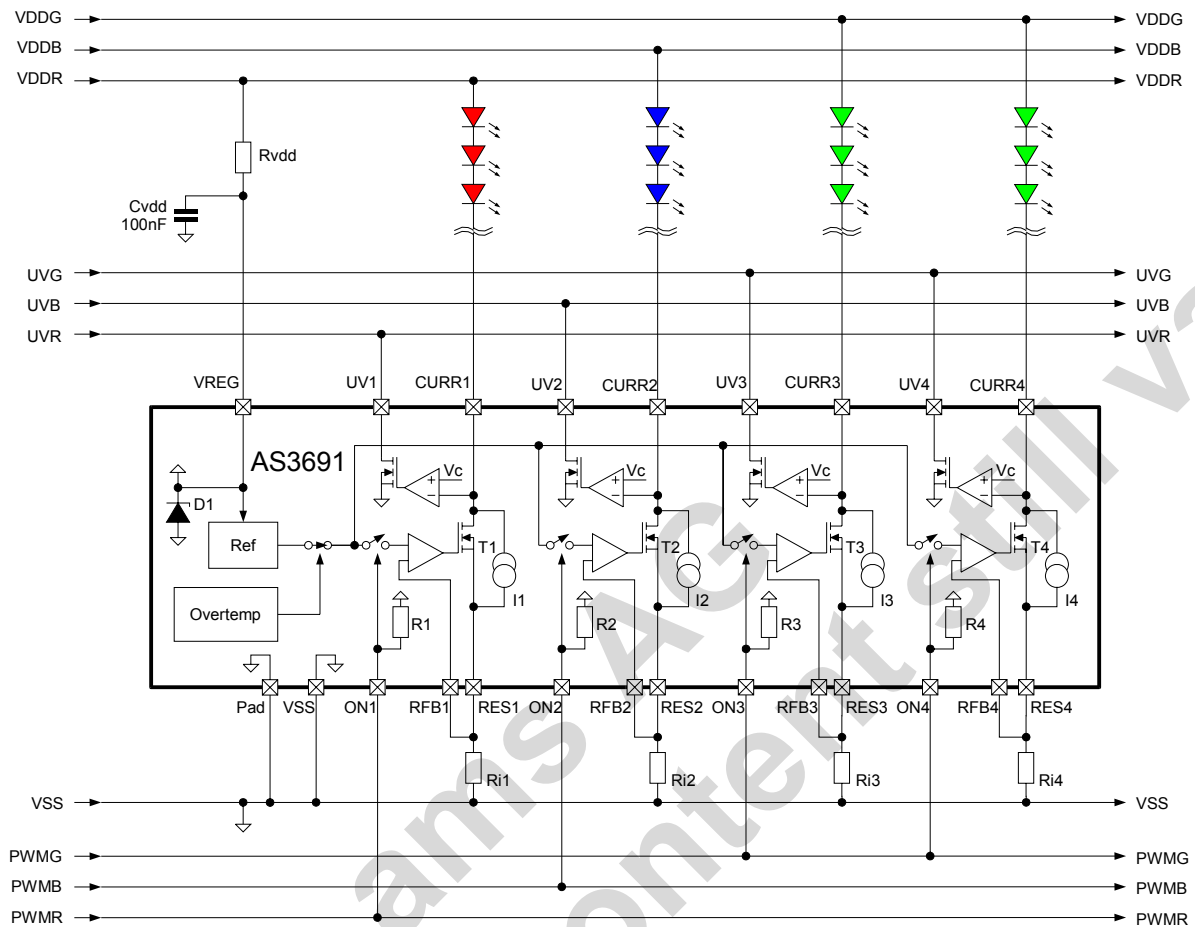 VDDG VDDG
VDDB VDDB
VDDR VDDR
Rvdd
Cvdd
100nF
UVG UVG
UVB UVB
UVR UVR
VREG UV1 CURR1 UV2 CURR2 UV3 CURR3 UV4 CURR4
AS3691
Vc Vc Vc Vc
D1
Ref
T1 T2 T3 T4
Overtemp
I1 I2 I3 I4
R1 R2 R3 R4
Pad VSS ON1 RFB1 RES1 ON2 RFB2 RES2 ON3 RFB3 RES3 ON4 RFB4 RES4
Ri1 Ri2 Ri3 Ri4
VSS VSS
PWMG PWMG
PWMB PWMB
PWMR PWMR
ams AG
ontent still v